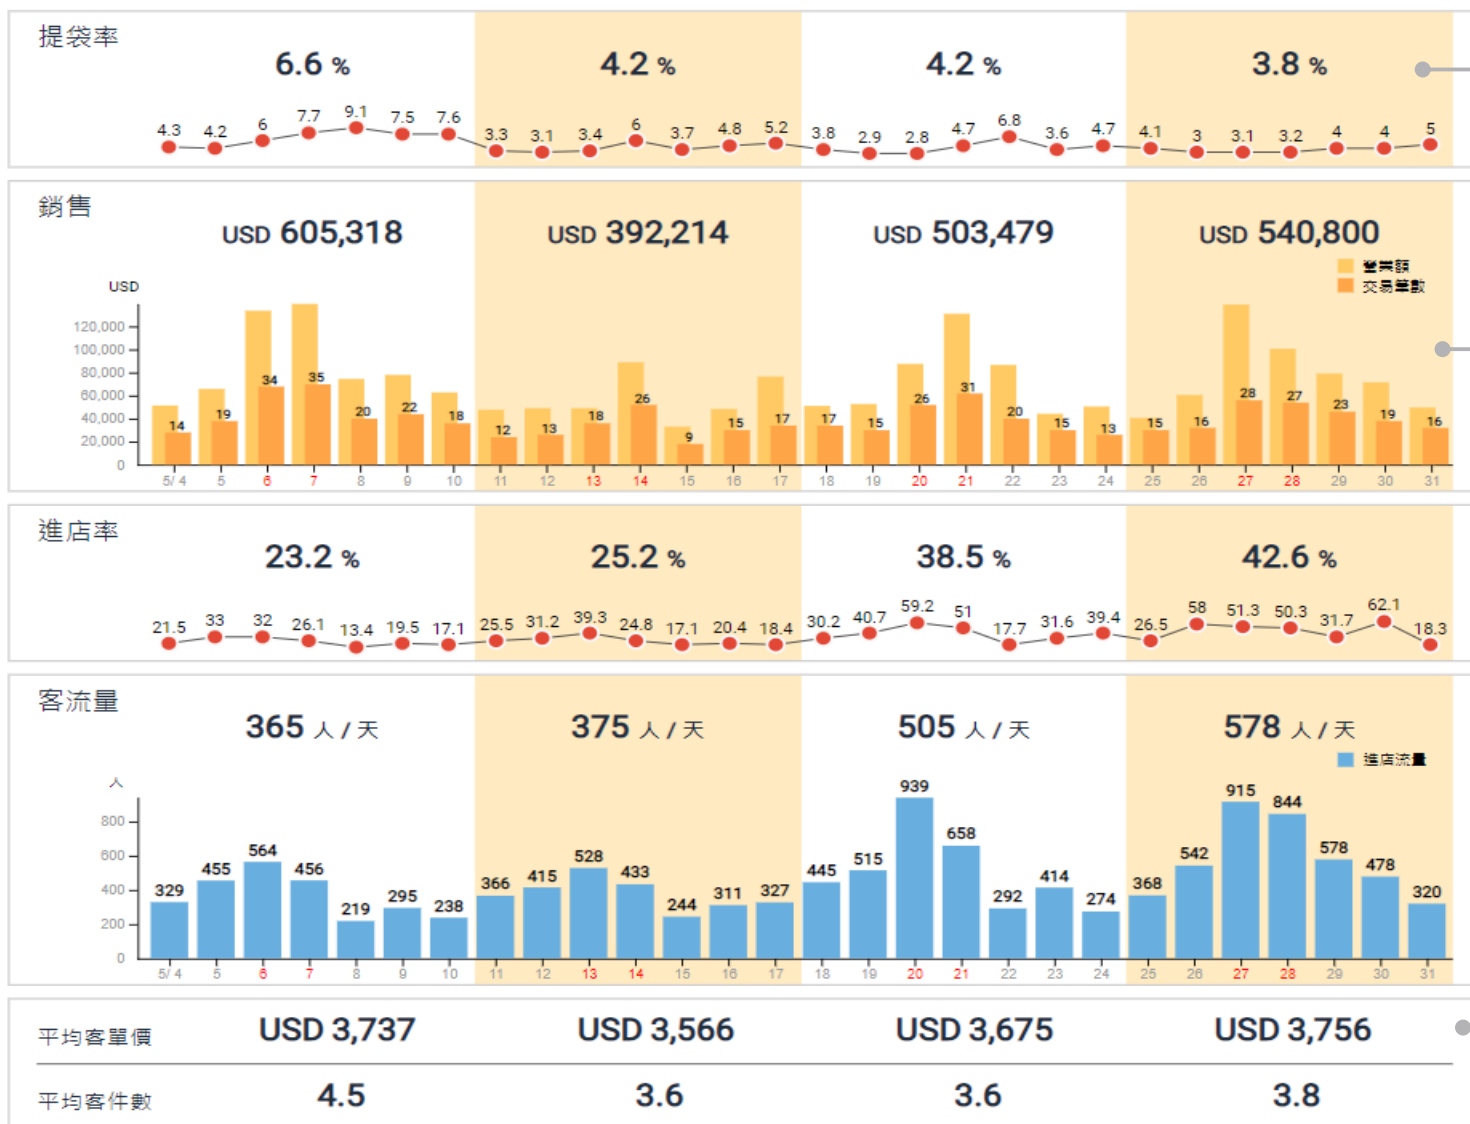 提袋率
6.6 % 4.2 % 4.2 % 3.8 %
4.3 4.2 6 7.7 9.1 7.5 7.6 3.3 3.1 3.4 6 3.7 4.8 5.2 3.8 2.9 2.8 4.7 6.8 3.6 4.7 4.1 3 3.1 3.2 4 4 5
銷售
USD 605,318 USD 392,214 USD 503,479 USD 540,800
營業額
交易筆數
USD
120,000
100,000
80,000
60,000
40,000
20,000
0
14 19 34 35 20 22 18 12 13 18 26 9 15 17 17 15 26 31 20 15 13 15 16 28 27 23 19 16
5/ 4 5 6 7 8 9 10 11 12 13 14 15 16 17 18 19 20 21 22 23 24 25 26 27 28 29 30 31
進店率
23.2 % 25.2 % 38.5 % 42.6 %
21.5 33 32 26.1 13.4 19.5 17.1 25.5 31.2 39.3 24.8 17.1 20.4 18.4 30.2 40.7 59.2 51 17.7 31.6 39.4 26.5 58 51.3 50.3 31.7 62.1 18.3
客流量
365 人 / 天 375 人 / 天 505 人 / 天 578 人 / 天
進店流量
人
800
600
400
200
0
329 455 564 456 219 295 238 366 415 528 433 244 311 327 445 515 939 658 292 414 274 368 542 915 844 578 478 320
5/ 4 5 6 7 8 9 10 11 12 13 14 15 16 17 18 19 20 21 22 23 24 25 26 27 28 29 30 31
平均客單價 USD 3,737 USD 3,566 USD 3,675 USD 3,756
平均客件數 4.5 3.6 3.6 3.8